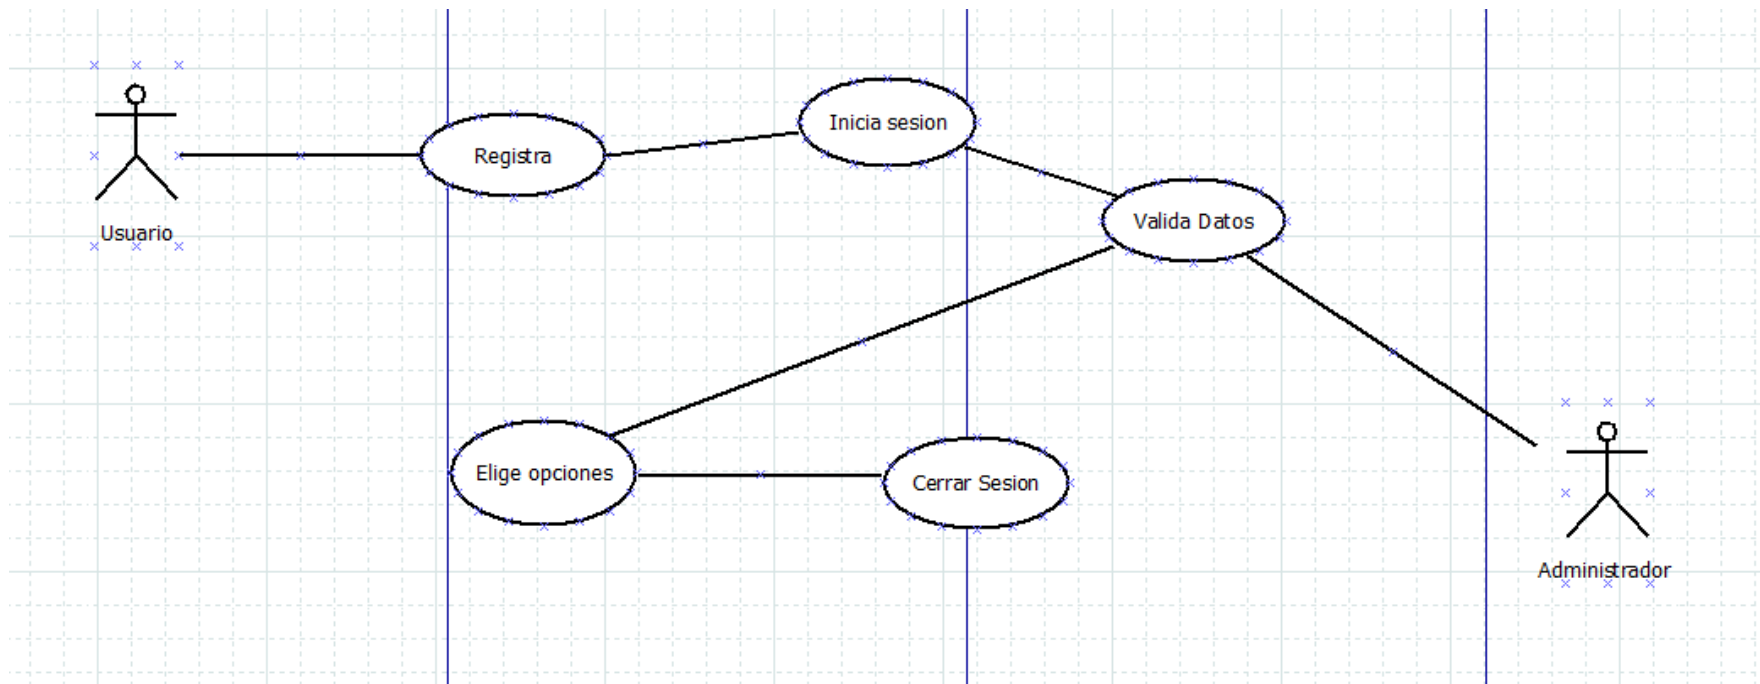 Inicia sesion
Registra
Valida Datos
Usuario
Elige opciones
Cerrar Sesion
Administrador